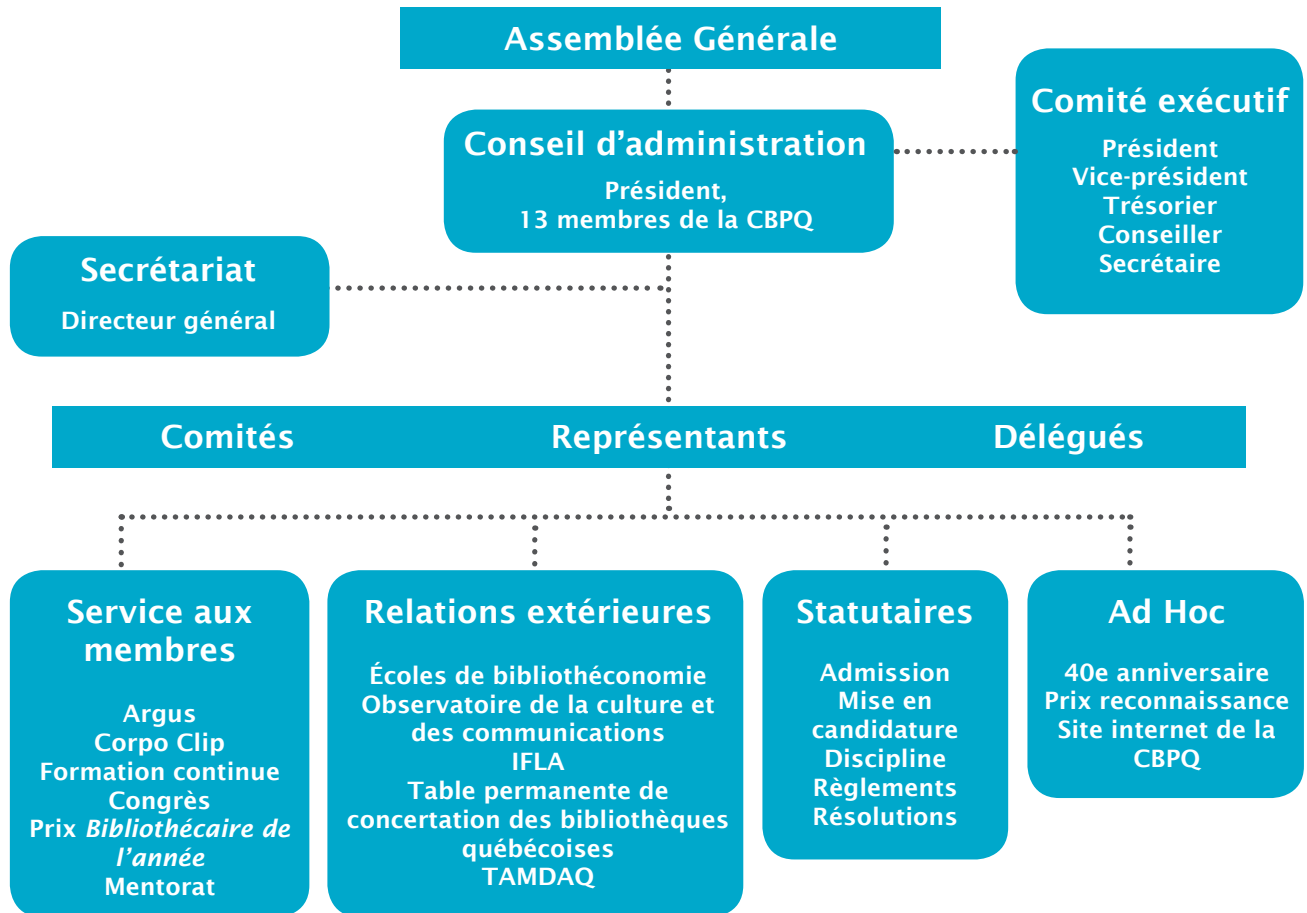 Assemblée Générale
Conseil d'administration
Président,
13 membres de la CBPQ
Comité exécutif
Président
Vice-président
Trésorier
Conseiller
Secrétaire
Secrétariat
Directeur général
Comités
Représentants
Délégués
Service aux
membres
Argus
Corpo Clip
Formation continue
Congrès
Prix Bibliothécaire de
l'année
Mentorat
Relations extérieures
Écoles de bibliothéconomie
Observatoire de la culture et
des communications
IFLA
Table permanente de
concertation des bibliothèques
québécoises
TAMDAQ
Statutaires
Admission
Mise en
candidature
Discipline
Règlements
Résolutions
Ad Hoc
40e anniversaire
Prix reconnaissance
Site internet de la
CBPQ